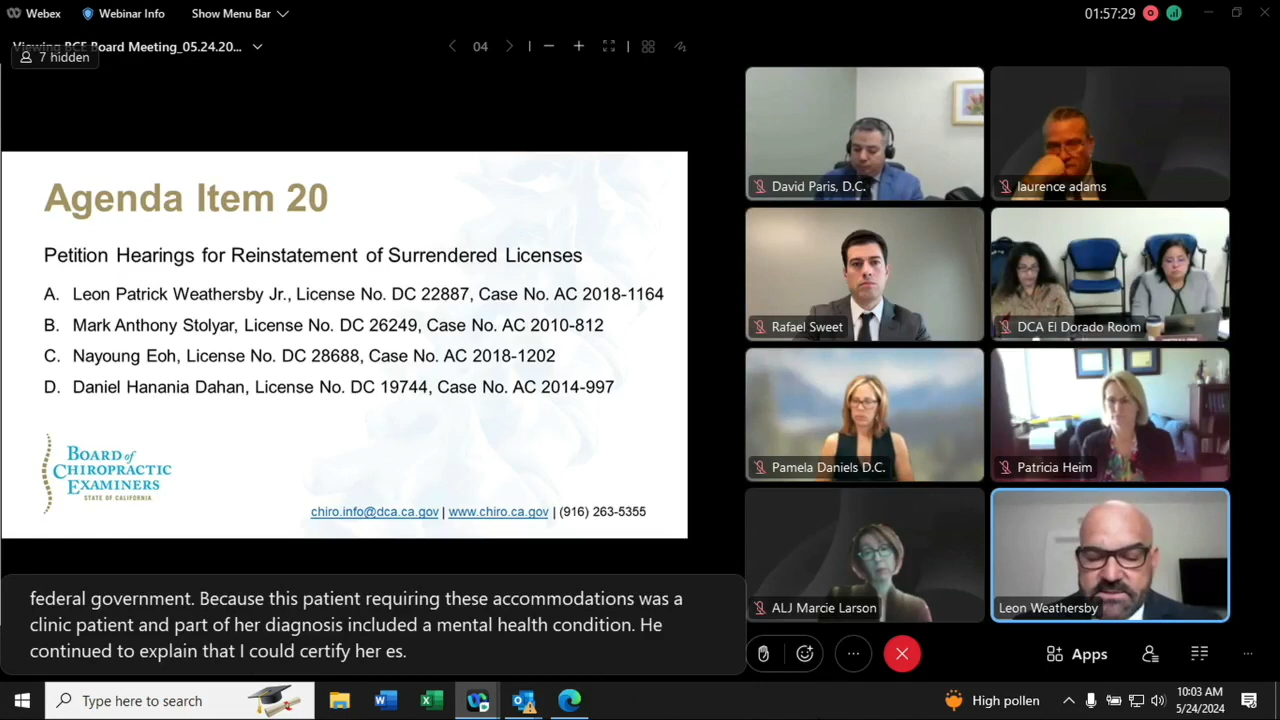 Webex
Webinar Info
Show Menu Bar
01:57:29
Viewing BCE Board Meeting_05.24.20...
04
7 hidden
Agenda Item 20
Petition Hearings for Reinstatement of Surrendered Licenses
A. Leon Patrick Weathersby Jr., License No. DC 22887, Case No. AC 2018-1164
B. Mark Anthony Stolyar, License No. DC 26249, Case No. AC 2010-812
C. Nayoung Eoh, License No. DC 28688, Case No. AC 2018-1202
D. Daniel Hanania Dahan, License No. DC 19744, Case No. AC 2014-997
BOARD of
CHIROPRACTIC
EXAMINERS
STATE OF CALIFORNIA
chiro.info@dca.ca.gov | www.chiro.ca.gov | (916) 263-5355
David Paris, D.C.
laurence adams
Rafael Sweet
DCA El Dorado Room
Pamela Daniels D.C.
Patricia Heim
ALJ Marcie Larson
Leon Weathersby
federal government. Because this patient requiring these accommodations was a
clinic patient and part of her diagnosis included a mental health condition. He
continued to explain that I could certify her es.
Apps
Type here to search
High pollen
10:03 AM
5/24/2024